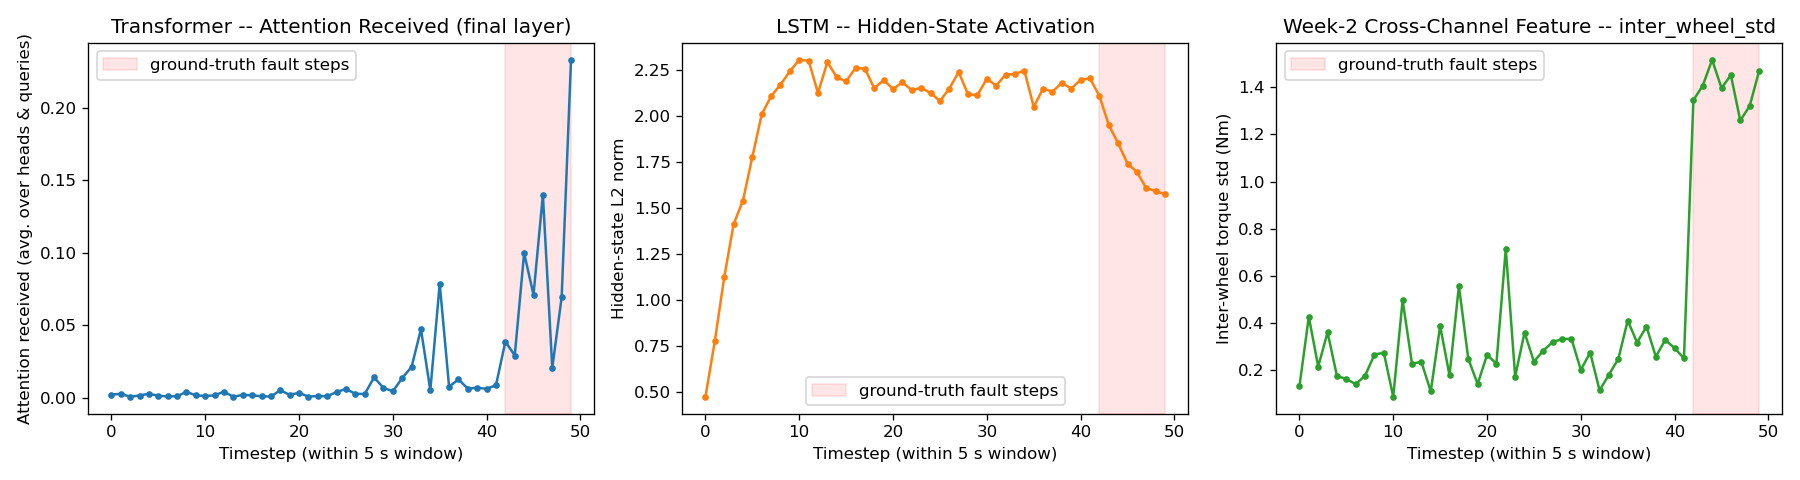 Transformer -- Attention Received (final layer)
Attention received (avg. over heads & queries)
ground-truth fault steps
0.20
0.15
0.10
0.05
0.00
0 10 20 30 40 50
Timestep (within 5 s window)
LSTM -- Hidden-State Activation
Hidden-state L2 norm
2.25
2.00
1.75
1.50
1.25
1.00
0.75
0.50
ground-truth fault steps
0 10 20 30 40 50
Timestep (within 5 s window)
Week-2 Cross-Channel Feature -- inter_wheel_std
Inter-wheel torque std (Nm)
ground-truth fault steps
1.4
1.2
1.0
0.8
0.6
0.4
0.2
0 10 20 30 40 50
Timestep (within 5 s window)